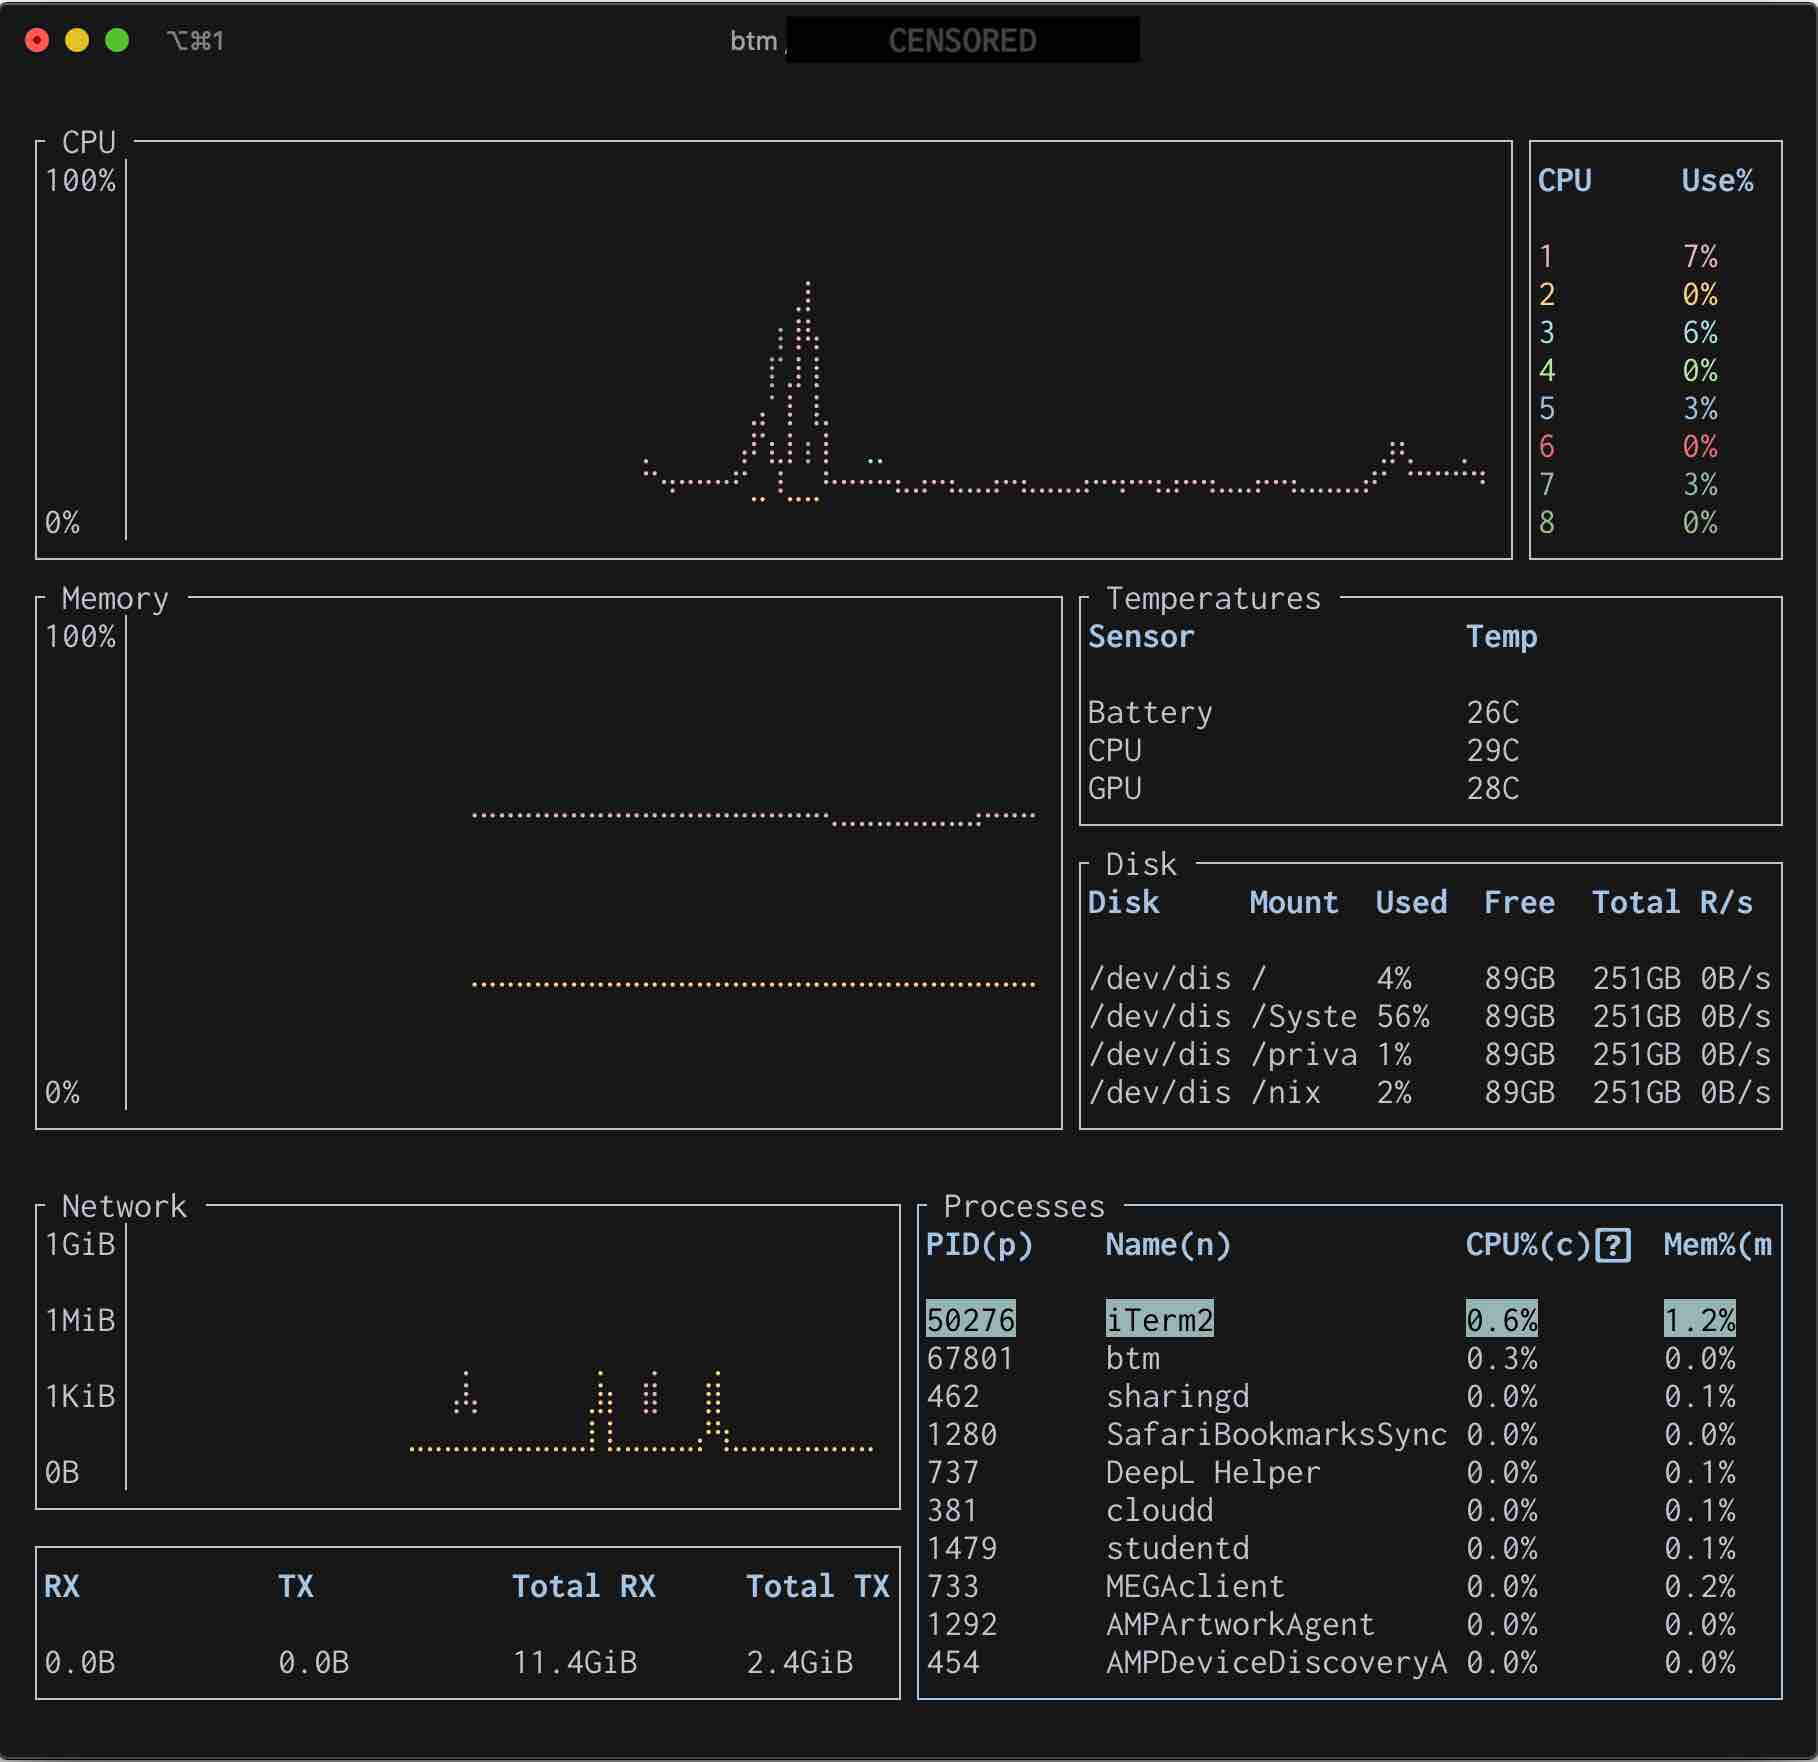 ⌥⌘1 btm CENSORED
CPU
100%
0%
CPU Use%
1 7%
2 0%
3 6%
4 0%
5 3%
6 0%
7 3%
8 0%
Memory
100%
0%
Temperatures
Sensor Temp
Battery 26C
CPU 29C
GPU 28C
Disk
Disk Mount Used Free Total R/s
/dev/dis / 4% 89GB 251GB 0B/s
/dev/dis /Syste 56% 89GB 251GB 0B/s
/dev/dis /priva 1% 89GB 251GB 0B/s
/dev/dis /nix 2% 89GB 251GB 0B/s
Network
1GiB
1MiB
1KiB
0B
RX TX Total RX Total TX
0.0B 0.0B 11.4GiB 2.4GiB
Processes
PID(p) Name(n) CPU%(c)? Mem%(m
50276 iTerm2 0.6% 1.2%
67801 btm 0.3% 0.0%
462 sharingd 0.0% 0.1%
1280 SafariBookmarksSync 0.0% 0.0%
737 DeepL Helper 0.0% 0.1%
381 cloudd 0.0% 0.1%
1479 studentd 0.0% 0.1%
733 MEGAclient 0.0% 0.2%
1292 AMPArtworkAgent 0.0% 0.0%
454 AMPDeviceDiscoveryA 0.0% 0.0%